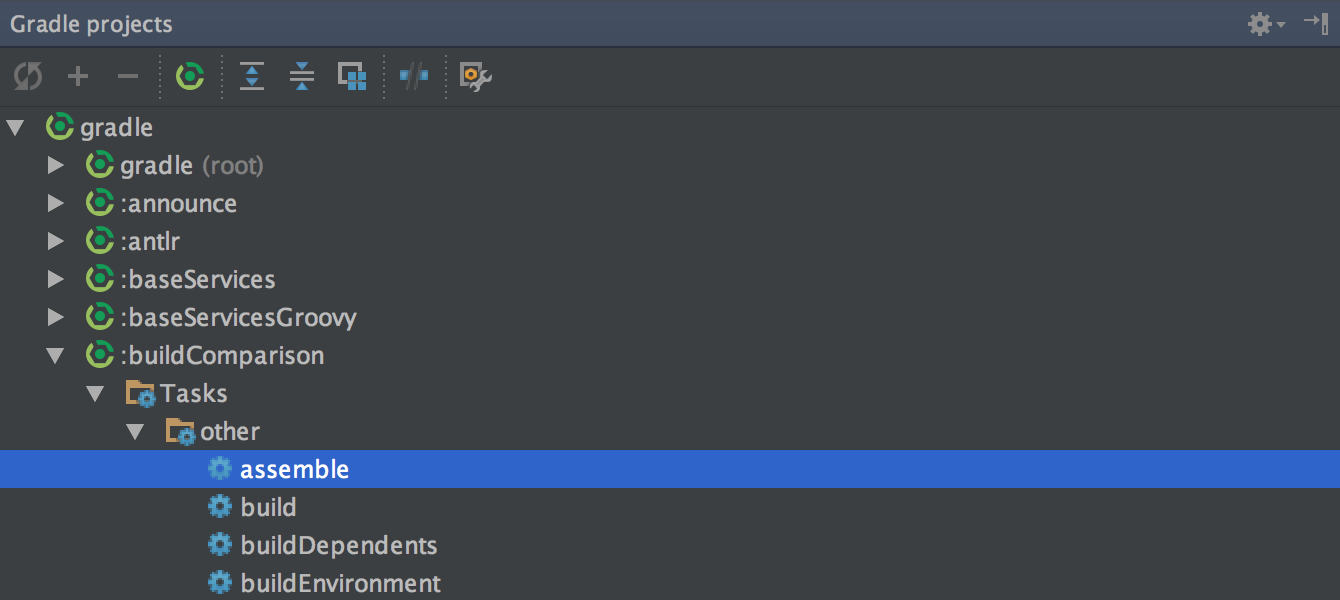 Gradle projects
gradle
gradle (root)
:announce
:antlr
:baseServices
:baseServicesGroovy
:buildComparison
Tasks
other
assemble
build
buildDependents
buildEnvironment